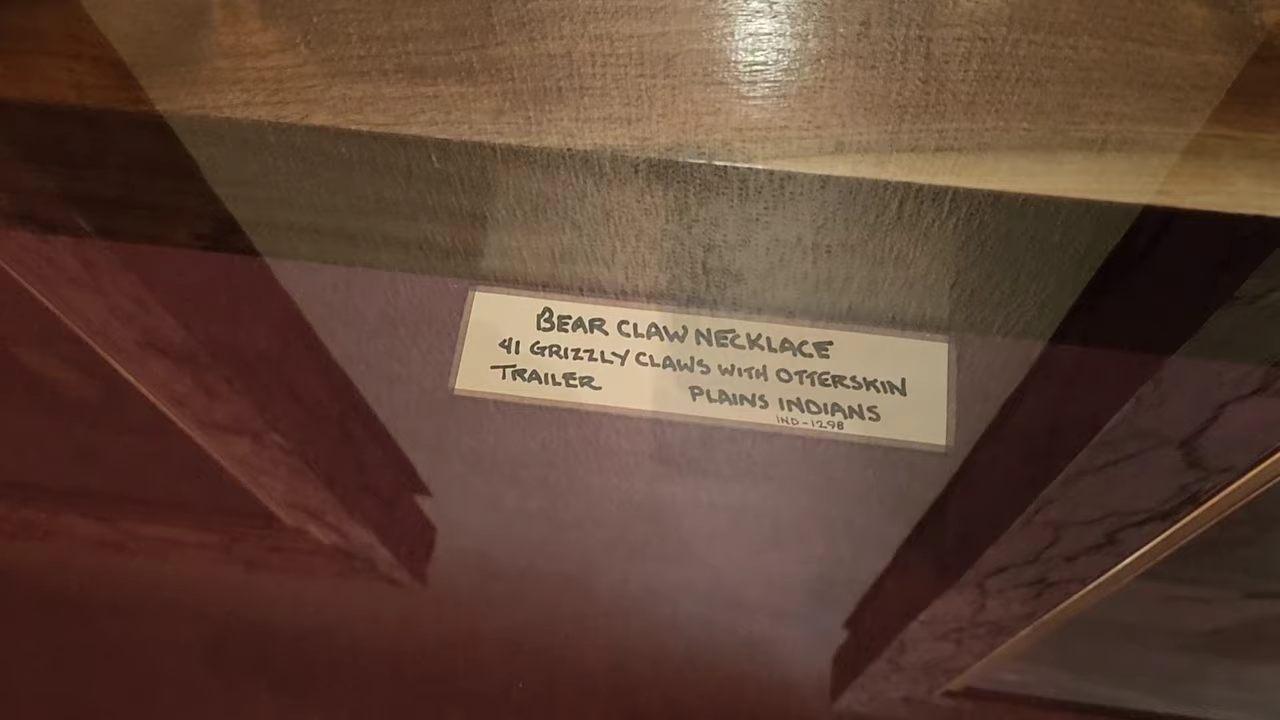 BEAR CLAW NECKLACE
41 GRIZZLY CLAWS WITH OTTERSKIN
TRAILER PLAINS INDIANS
IND-1298